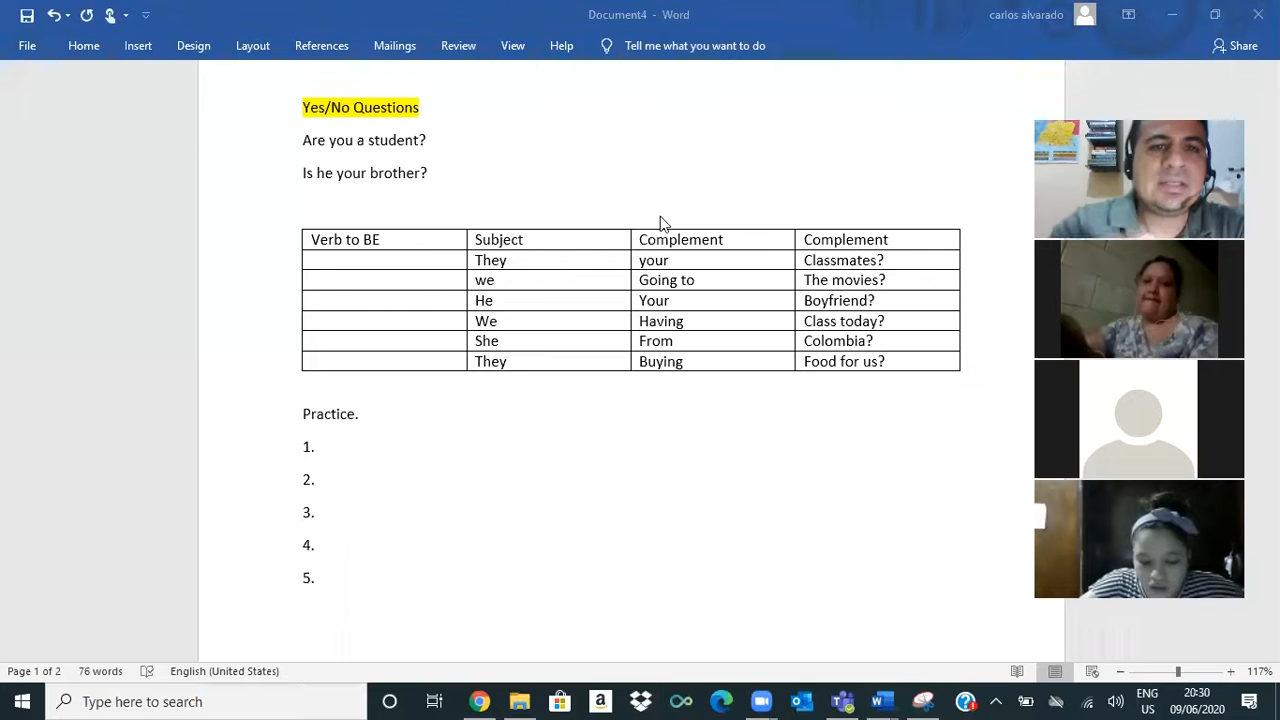 Document4 - Word
carlos alvarado
File Home Insert Design Layout References Mailings Review View Help Tell me what you want to do Share
Yes/No Questions
Are you a student?
Is he your brother?
Verb to BE Subject Complement Complement
They your Classmates?
we Going to The movies?
He Your Boyfriend?
We Having Class today?
She From Colombia?
They Buying Food for us?
Practice.
1.
2.
3.
4.
5.
Page 1 of 2 76 words English (United States) 117%
Type here to search
ENG 20:30
US 09/06/2020